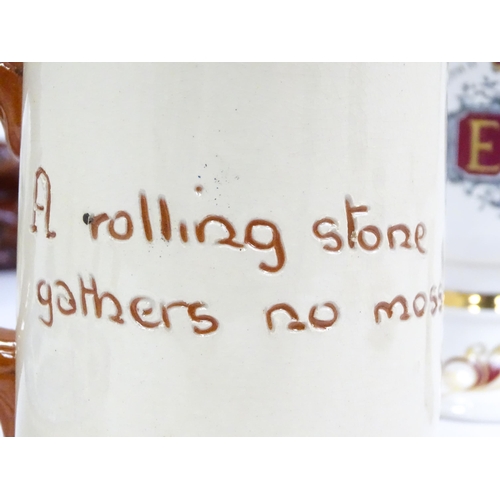 A rolling stone
gathers no moss
E